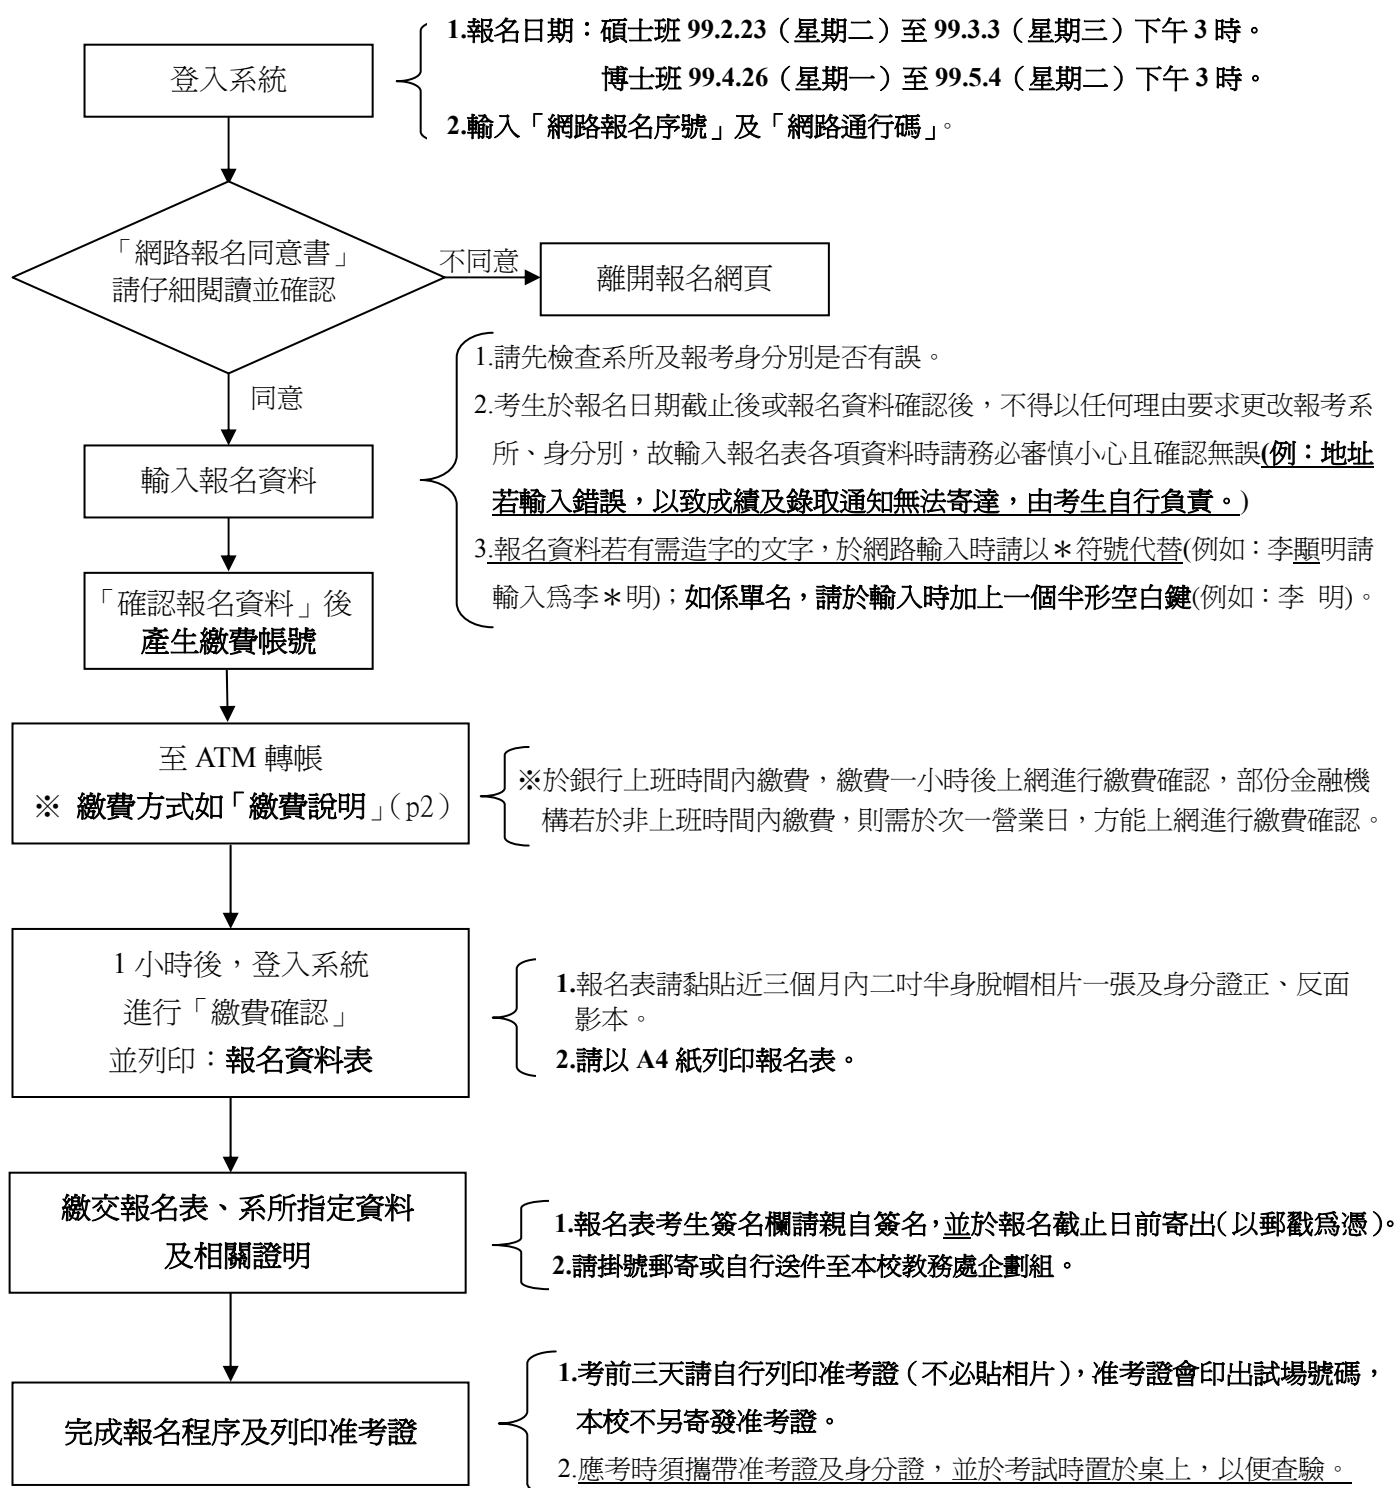 登入系統
1.報名日期：碩士班 99.2.23（星期二）至 99.3.3（星期三）下午 3 時。
博士班 99.4.26（星期一）至 99.5.4（星期二）下午 3 時。
2.輸入「網路報名序號」及「網路通行碼」。
「網路報名同意書」
請仔細閱讀並確認
不同意
離開報名網頁
同意
輸入報名資料
1.請先檢查系所及報考身分別是否有誤。
2.考生於報名日期截止後或報名資料確認後，不得以任何理由要求更改報考系
所、身分別，故輸入報名表各項資料時請務必審慎小心且確認無誤(例：地址
若輸入錯誤，以致成績及錄取通知無法寄達，由考生自行負責。)
3.報名資料若有需造字的文字，於網路輸入時請以＊符號代替(例如：李顯明請
輸入為李＊明)；如係單名，請於輸入時加上一個半形空白鍵(例如：李 明)。
「確認報名資料」後
產生繳費帳號
至 ATM 轉帳
※ 繳費方式如「繳費說明」（p2）
※於銀行上班時間內繳費，繳費一小時後上網進行繳費確認，部份金融機
構若於非上班時間內繳費，則需於次一營業日，方能上網進行繳費確認。
1 小時後，登入系統
進行「繳費確認」
並列印：報名資料表
1.報名表請黏貼近三個月內二吋半身脫帽相片一張及身分證正、反面
影本。
2.請以 A4 紙列印報名表。
繳交報名表、系所指定資料
及相關證明
1.報名表考生簽名欄請親自簽名，並於報名截止日前寄出（以郵戳為憑）。
2.請掛號郵寄或自行送件至本校教務處企劃組。
完成報名程序及列印准考證
1.考前三天請自行列印准考證（不必貼相片），准考證會印出試場號碼，
本校不另寄發准考證。
2.應考時須攜帶准考證及身分證，並於考試時置於桌上，以便查驗。